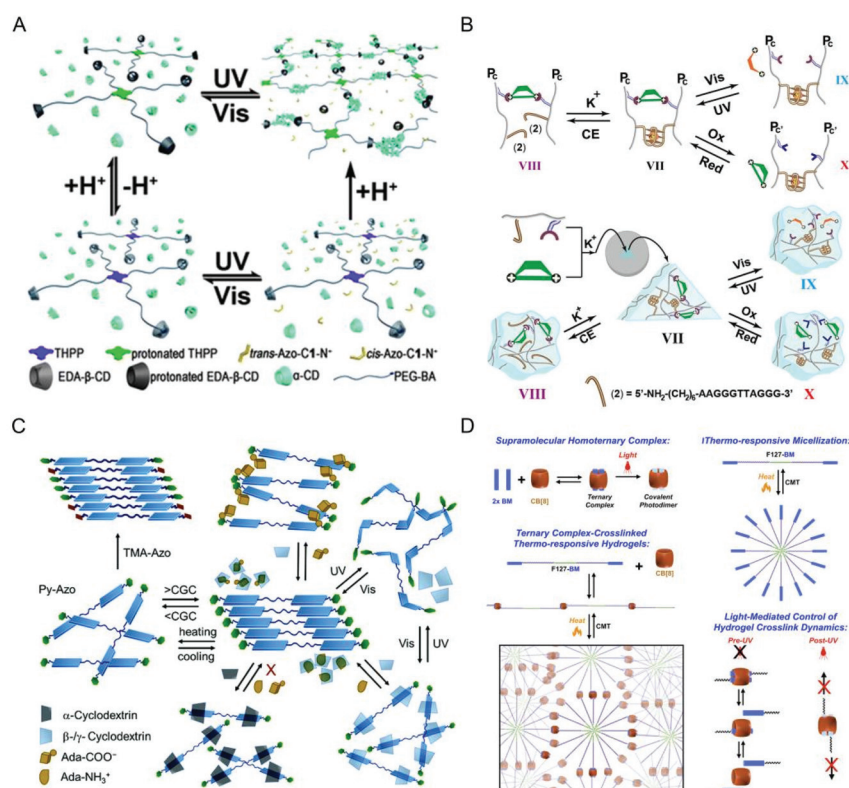 A
UV
Vis
+H⁺
-H⁺
+H⁺
UV
Vis
THPP
protonated THPP
trans-Azo-C1-N⁺
cis-Azo-C1-N⁺
EDA-β-CD
protonated EDA-β-CD
α-CD
PEG-BA
B
Pc Pc
Pc Pc
Pc Pc
K⁺
CE
Vis
UV
IX
(2)
(2)
VIII
VII
Ox
Red
Pc' Pc'
X
K⁺
Vis
UV
IX
K⁺
CE
VII
Ox
Red
VIII
(2) = 5'-NH₂-(CH₂)₆-AAGGGTTAGGG-3'
X
C
TMA-Azo
UV
Vis
Py-Azo
>CGC
<CGC
heating
cooling
Vis
UV
X
α-Cyclodextrin
β-/γ- Cyclodextrin
Ada-COO⁻
Ada-NH₃⁺
D
Supramolecular Homoternary Complex:
Light
+
2x BM
CB[8]
Ternary
Complex
Covalent
Photodimer
lThermo-responsive Micellization:
F127-BM
Heat
CMT
Ternary Complex-Crosslinked
Thermo-responsive Hydrogels:
F127-BM
+
CB[8]
Heat
CMT
Light-Mediated Control of
Hydrogel Crosslink Dynamics:
Pre-UV
Post-UV